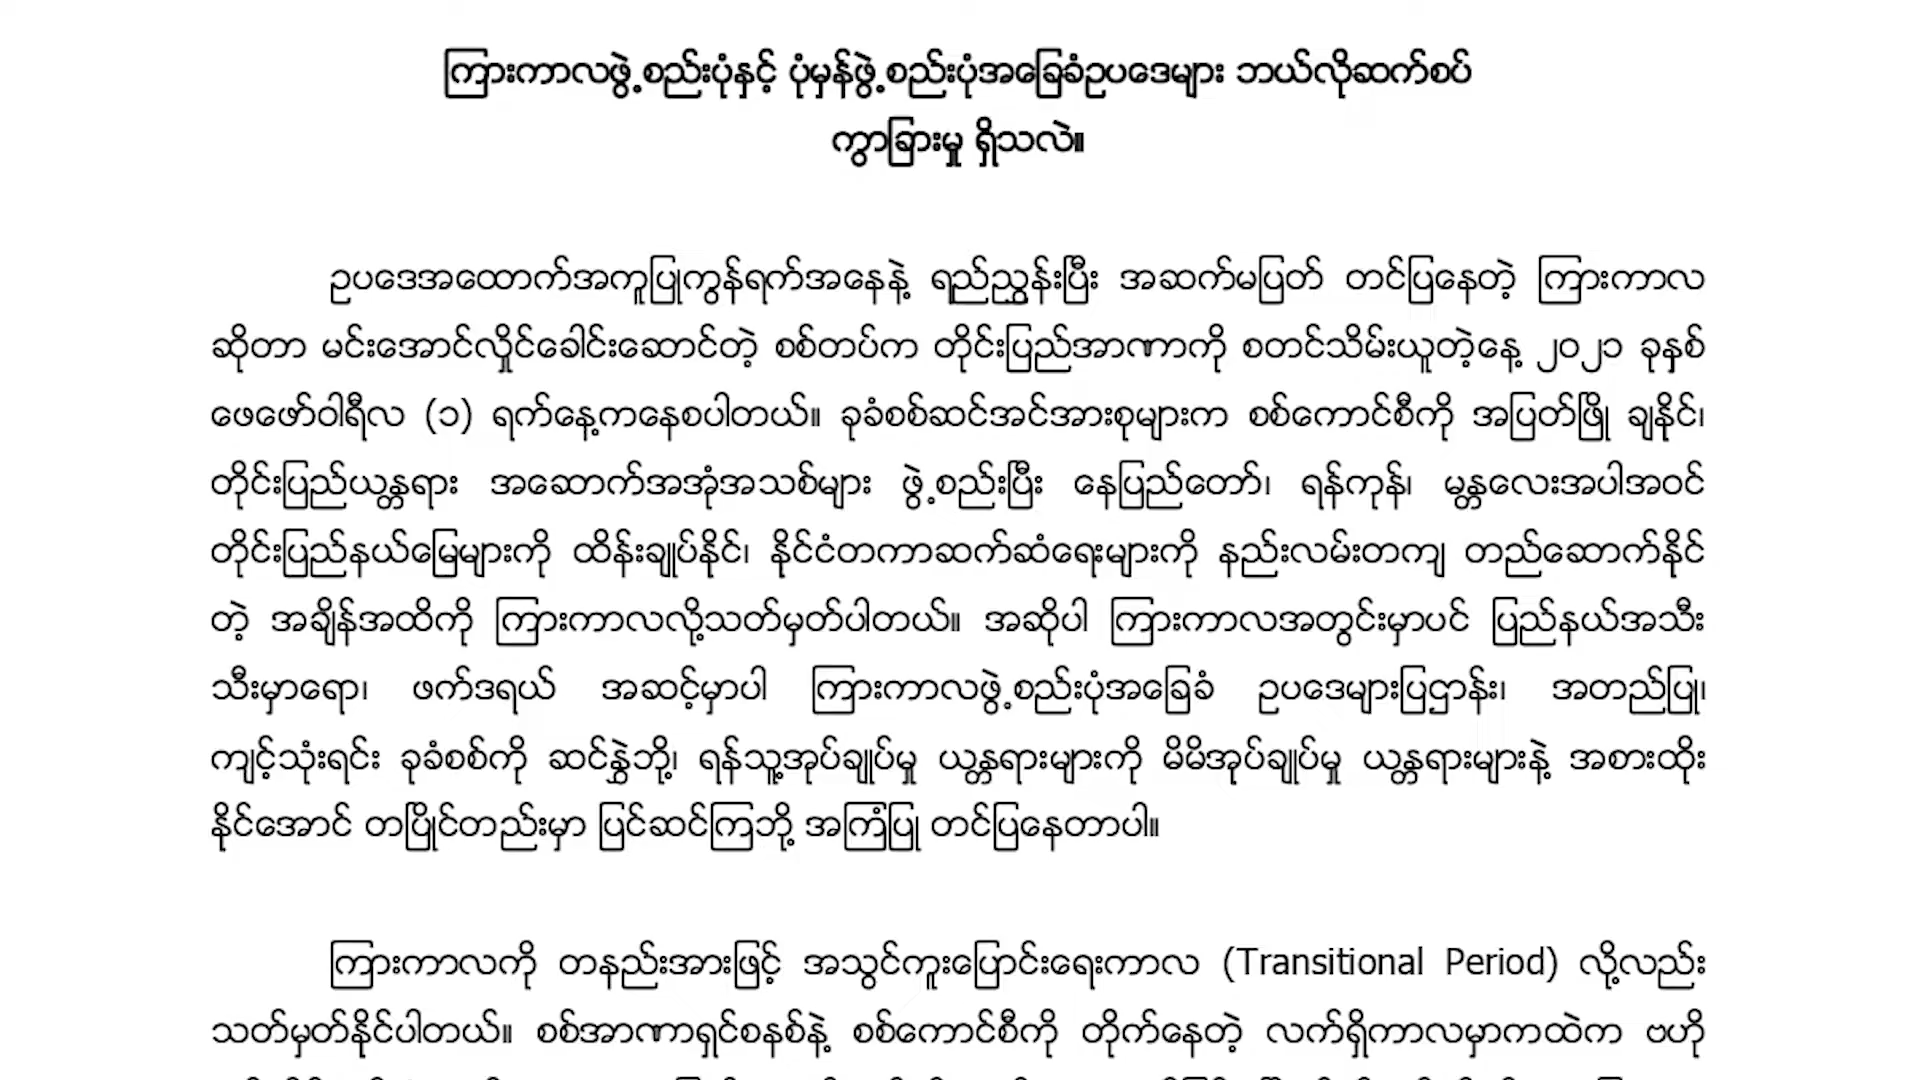 ကြားကာလဖွဲ့စည်းပုံနှင့် ပုံမှန်ဖွဲ့စည်းပုံအခြေခံဥပဒေများ ဘယ်လိုဆက်စပ်
ကွာခြားမှု ရှိသလဲ။
ဥပဒေအထောက်အကူပြုကွန်ရက်အနေနဲ့ ရည်ညွှန်းပြီး အဆက်မပြတ် တင်ပြနေတဲ့ ကြားကာလ
ဆိုတာ မင်းအောင်လှိုင်ခေါင်းဆောင်တဲ့ စစ်တပ်က တိုင်းပြည်အာဏာကို စတင်သိမ်းယူတဲ့နေ့ ၂၀၂၁ ခုနှစ်
ဖေဖော်ဝါရီလ (၁) ရက်နေ့ကနေစပါတယ်။ ခုခံစစ်ဆင်အင်အားစုများက စစ်ကောင်စီကို အပြတ်ဖြို ချနိုင်၊
တိုင်းပြည်ယန္တရား အဆောက်အအုံအသစ်များ ဖွဲ့စည်းပြီး နေပြည်တော်၊ ရန်ကုန်၊ မန္တလေးအပါအဝင်
တိုင်းပြည်နယ်မြေများကို ထိန်းချုပ်နိုင်၊ နိုင်ငံတကာဆက်ဆံရေးများကို နည်းလမ်းတကျ တည်ဆောက်နိုင်
တဲ့ အချိန်အထိကို ကြားကာလလို့သတ်မှတ်ပါတယ်။ အဆိုပါ ကြားကာလအတွင်းမှာပင် ပြည်နယ်အသီး
သီးမှာရော၊ ဖက်ဒရယ် အဆင့်မှာပါ ကြားကာလဖွဲ့စည်းပုံအခြေခံ ဥပဒေများပြဌာန်း၊ အတည်ပြု၊
ကျင့်သုံးရင်း ခုခံစစ်ကို ဆင်နွှဲဘို့၊ ရန်သူ့အုပ်ချုပ်မှု ယန္တရားများကို မိမိအုပ်ချုပ်မှု ယန္တရားများနဲ့ အစားထိုး
နိုင်အောင် တပြိုင်တည်းမှာ ပြင်ဆင်ကြဘို့ အကြံပြု တင်ပြနေတာပါ။
ကြားကာလကို တနည်းအားဖြင့် အသွင်ကူးပြောင်းရေးကာလ (Transitional Period) လို့လည်း
သတ်မှတ်နိုင်ပါတယ်။ စစ်အာဏာရှင်စနစ်နဲ့ စစ်ကောင်စီကို တိုက်နေတဲ့ လက်ရှိကာလမှာကထဲက ဗဟို